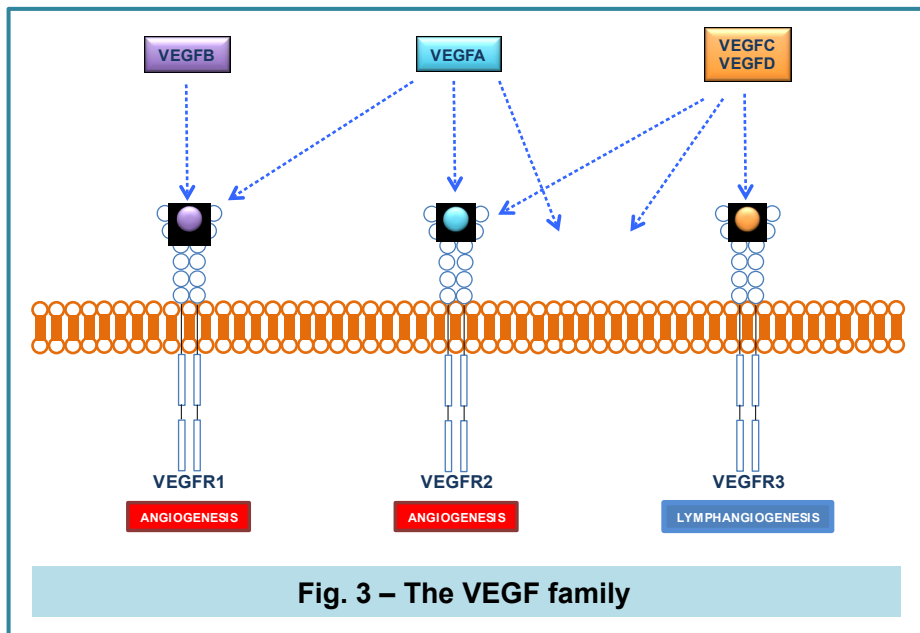 VEGFB
VEGFA
VEGFC
VEGFD
VEGFR1
VEGFR2
VEGFR3
ANGIOGENESIS
ANGIOGENESIS
LYMPHANGIOGENESIS
Fig. 3 – The VEGF family